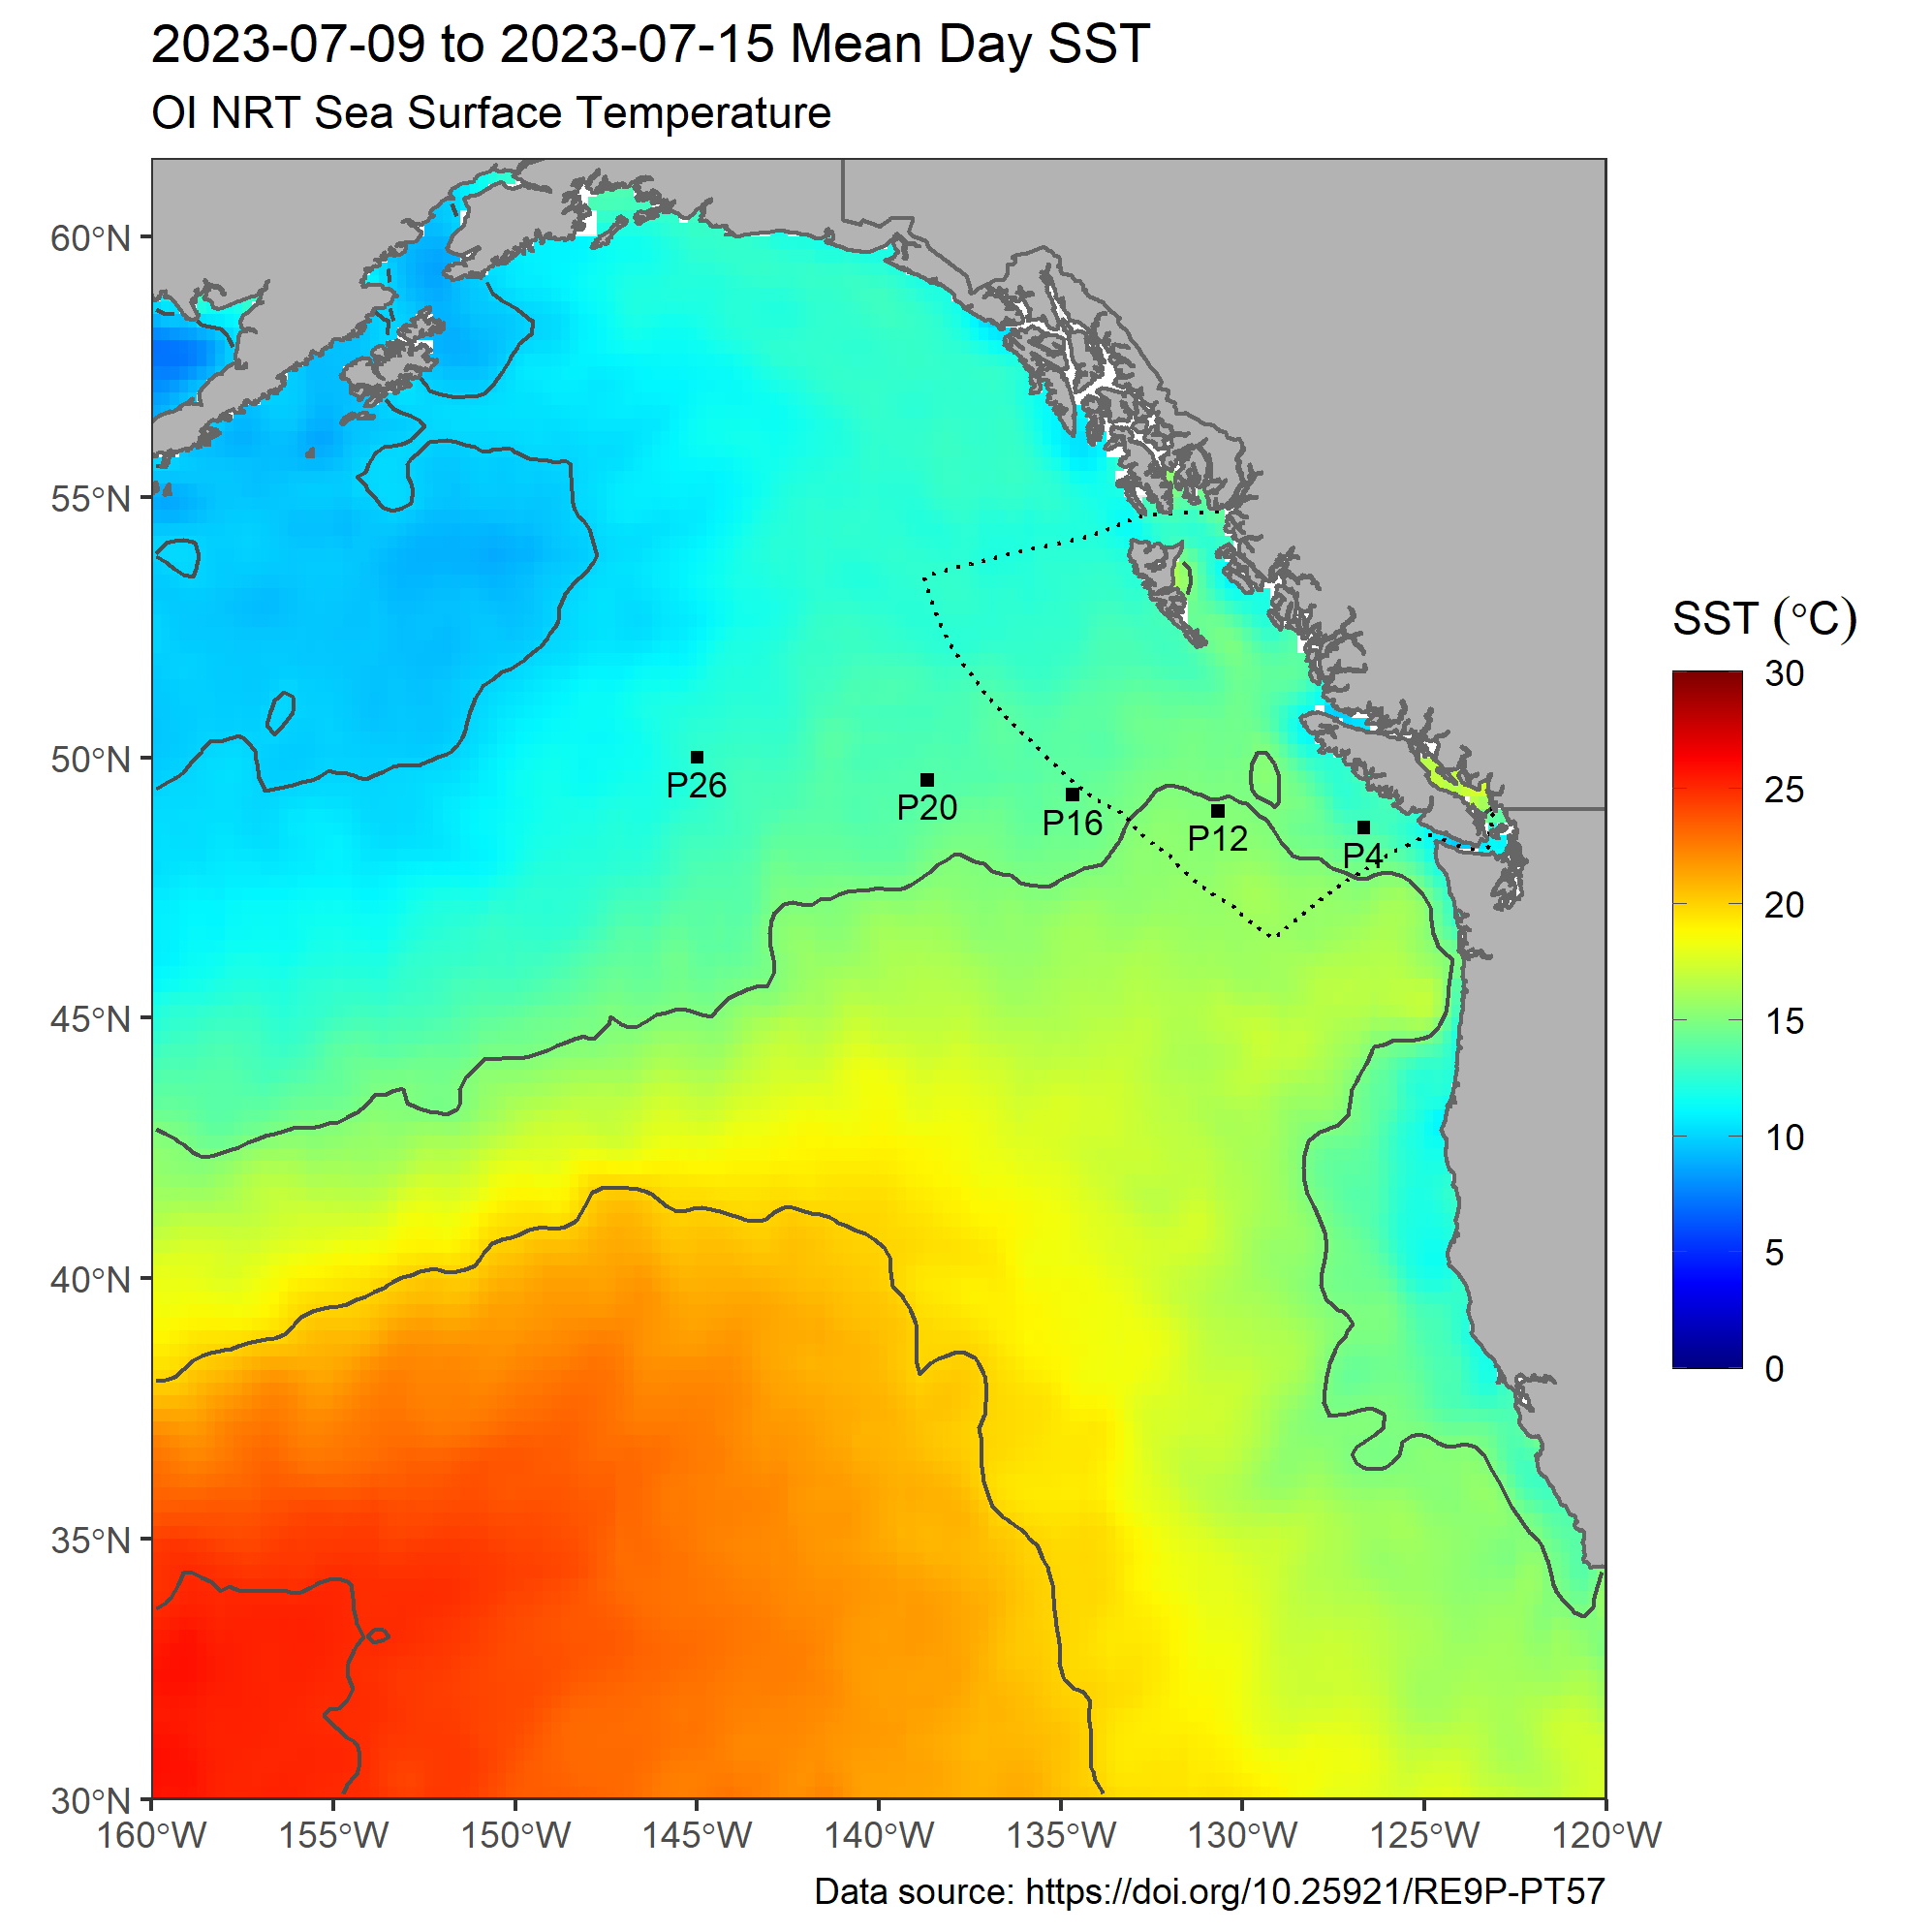 2023-07-09 to 2023-07-15 Mean Day SST
OI NRT Sea Surface Temperature
60°N
55°N
50°N
45°N
40°N
35°N
30°N
P26
P20
P16
P12
P4
SST (°C)
30
25
20
15
10
5
0
160°W 155°W 150°W 145°W 140°W 135°W 130°W 125°W 120°W
Data source: https://doi.org/10.25921/RE9P-PT57